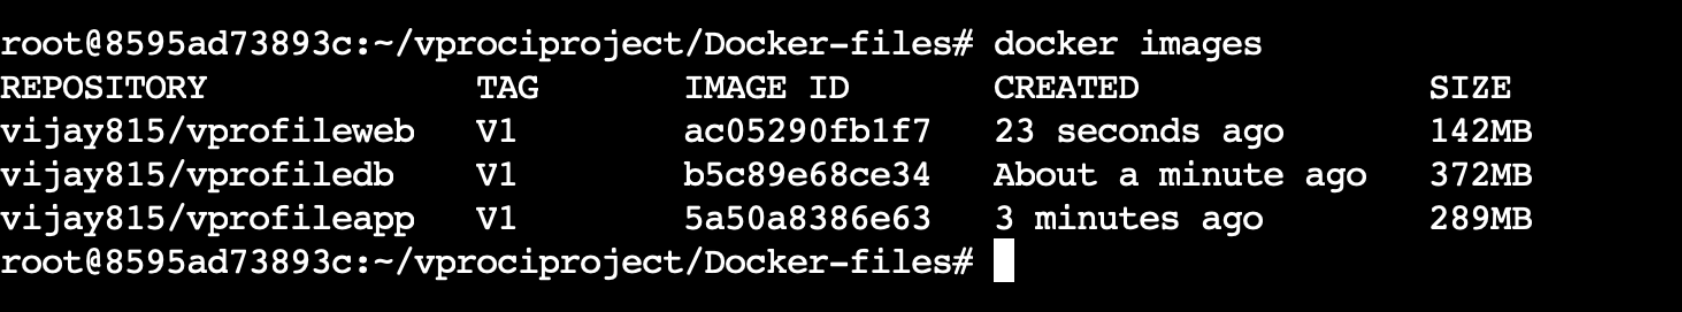 root@8595ad73893c:~/vprociproject/Docker-files# docker images
REPOSITORY TAG IMAGE ID CREATED SIZE
vijay815/vprofileweb V1 ac05290fb1f7 23 seconds ago 142MB
vijay815/vprofiledb V1 b5c89e68ce34 About a minute ago 372MB
vijay815/vprofileapp V1 5a50a8386e63 3 minutes ago 289MB
root@8595ad73893c:~/vprociproject/Docker-files#